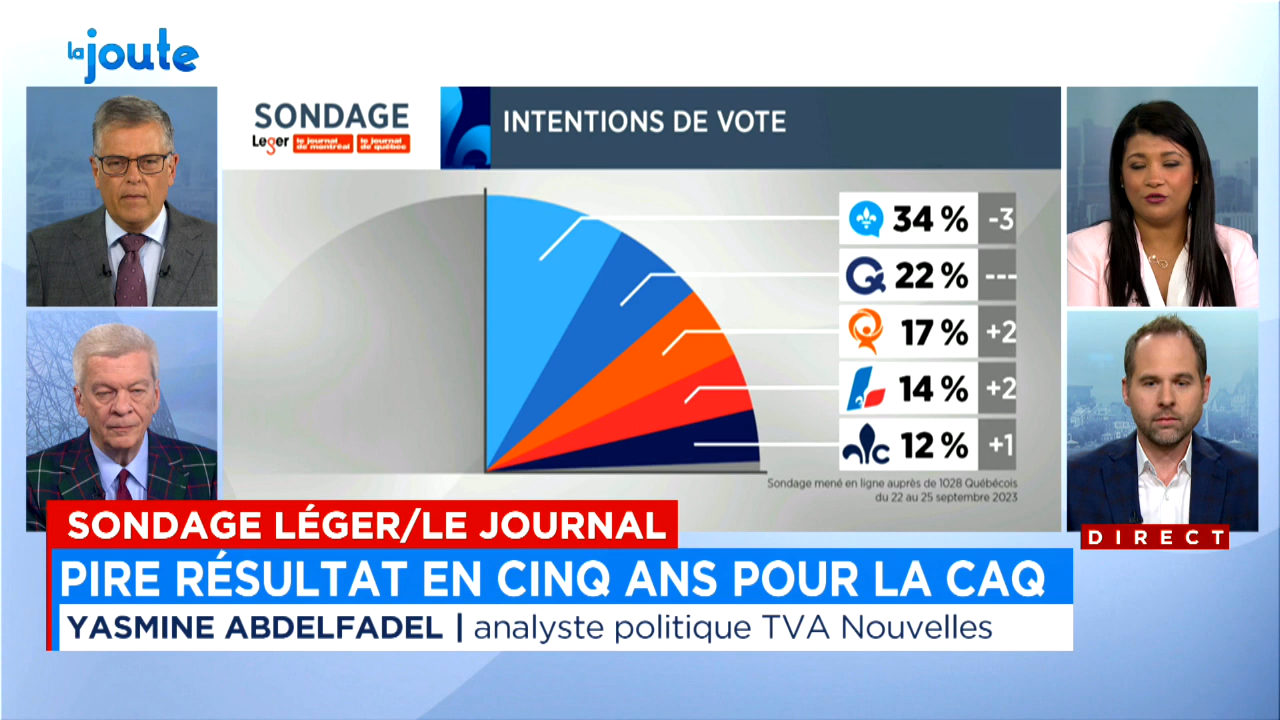 la joute
SONDAGE
Leger le journal de montréal le journal de québec
INTENTIONS DE VOTE
34 % -3
22 % ---
17 % +2
14 % +2
12 % +1
Sondage mené en ligne auprès de 1028 Québécois
du 22 au 25 septembre 2023
DIRECT
SONDAGE LÉGER/LE JOURNAL
PIRE RÉSULTAT EN CINQ ANS POUR LA CAQ
YASMINE ABDELFADEL | analyste politique TVA Nouvelles